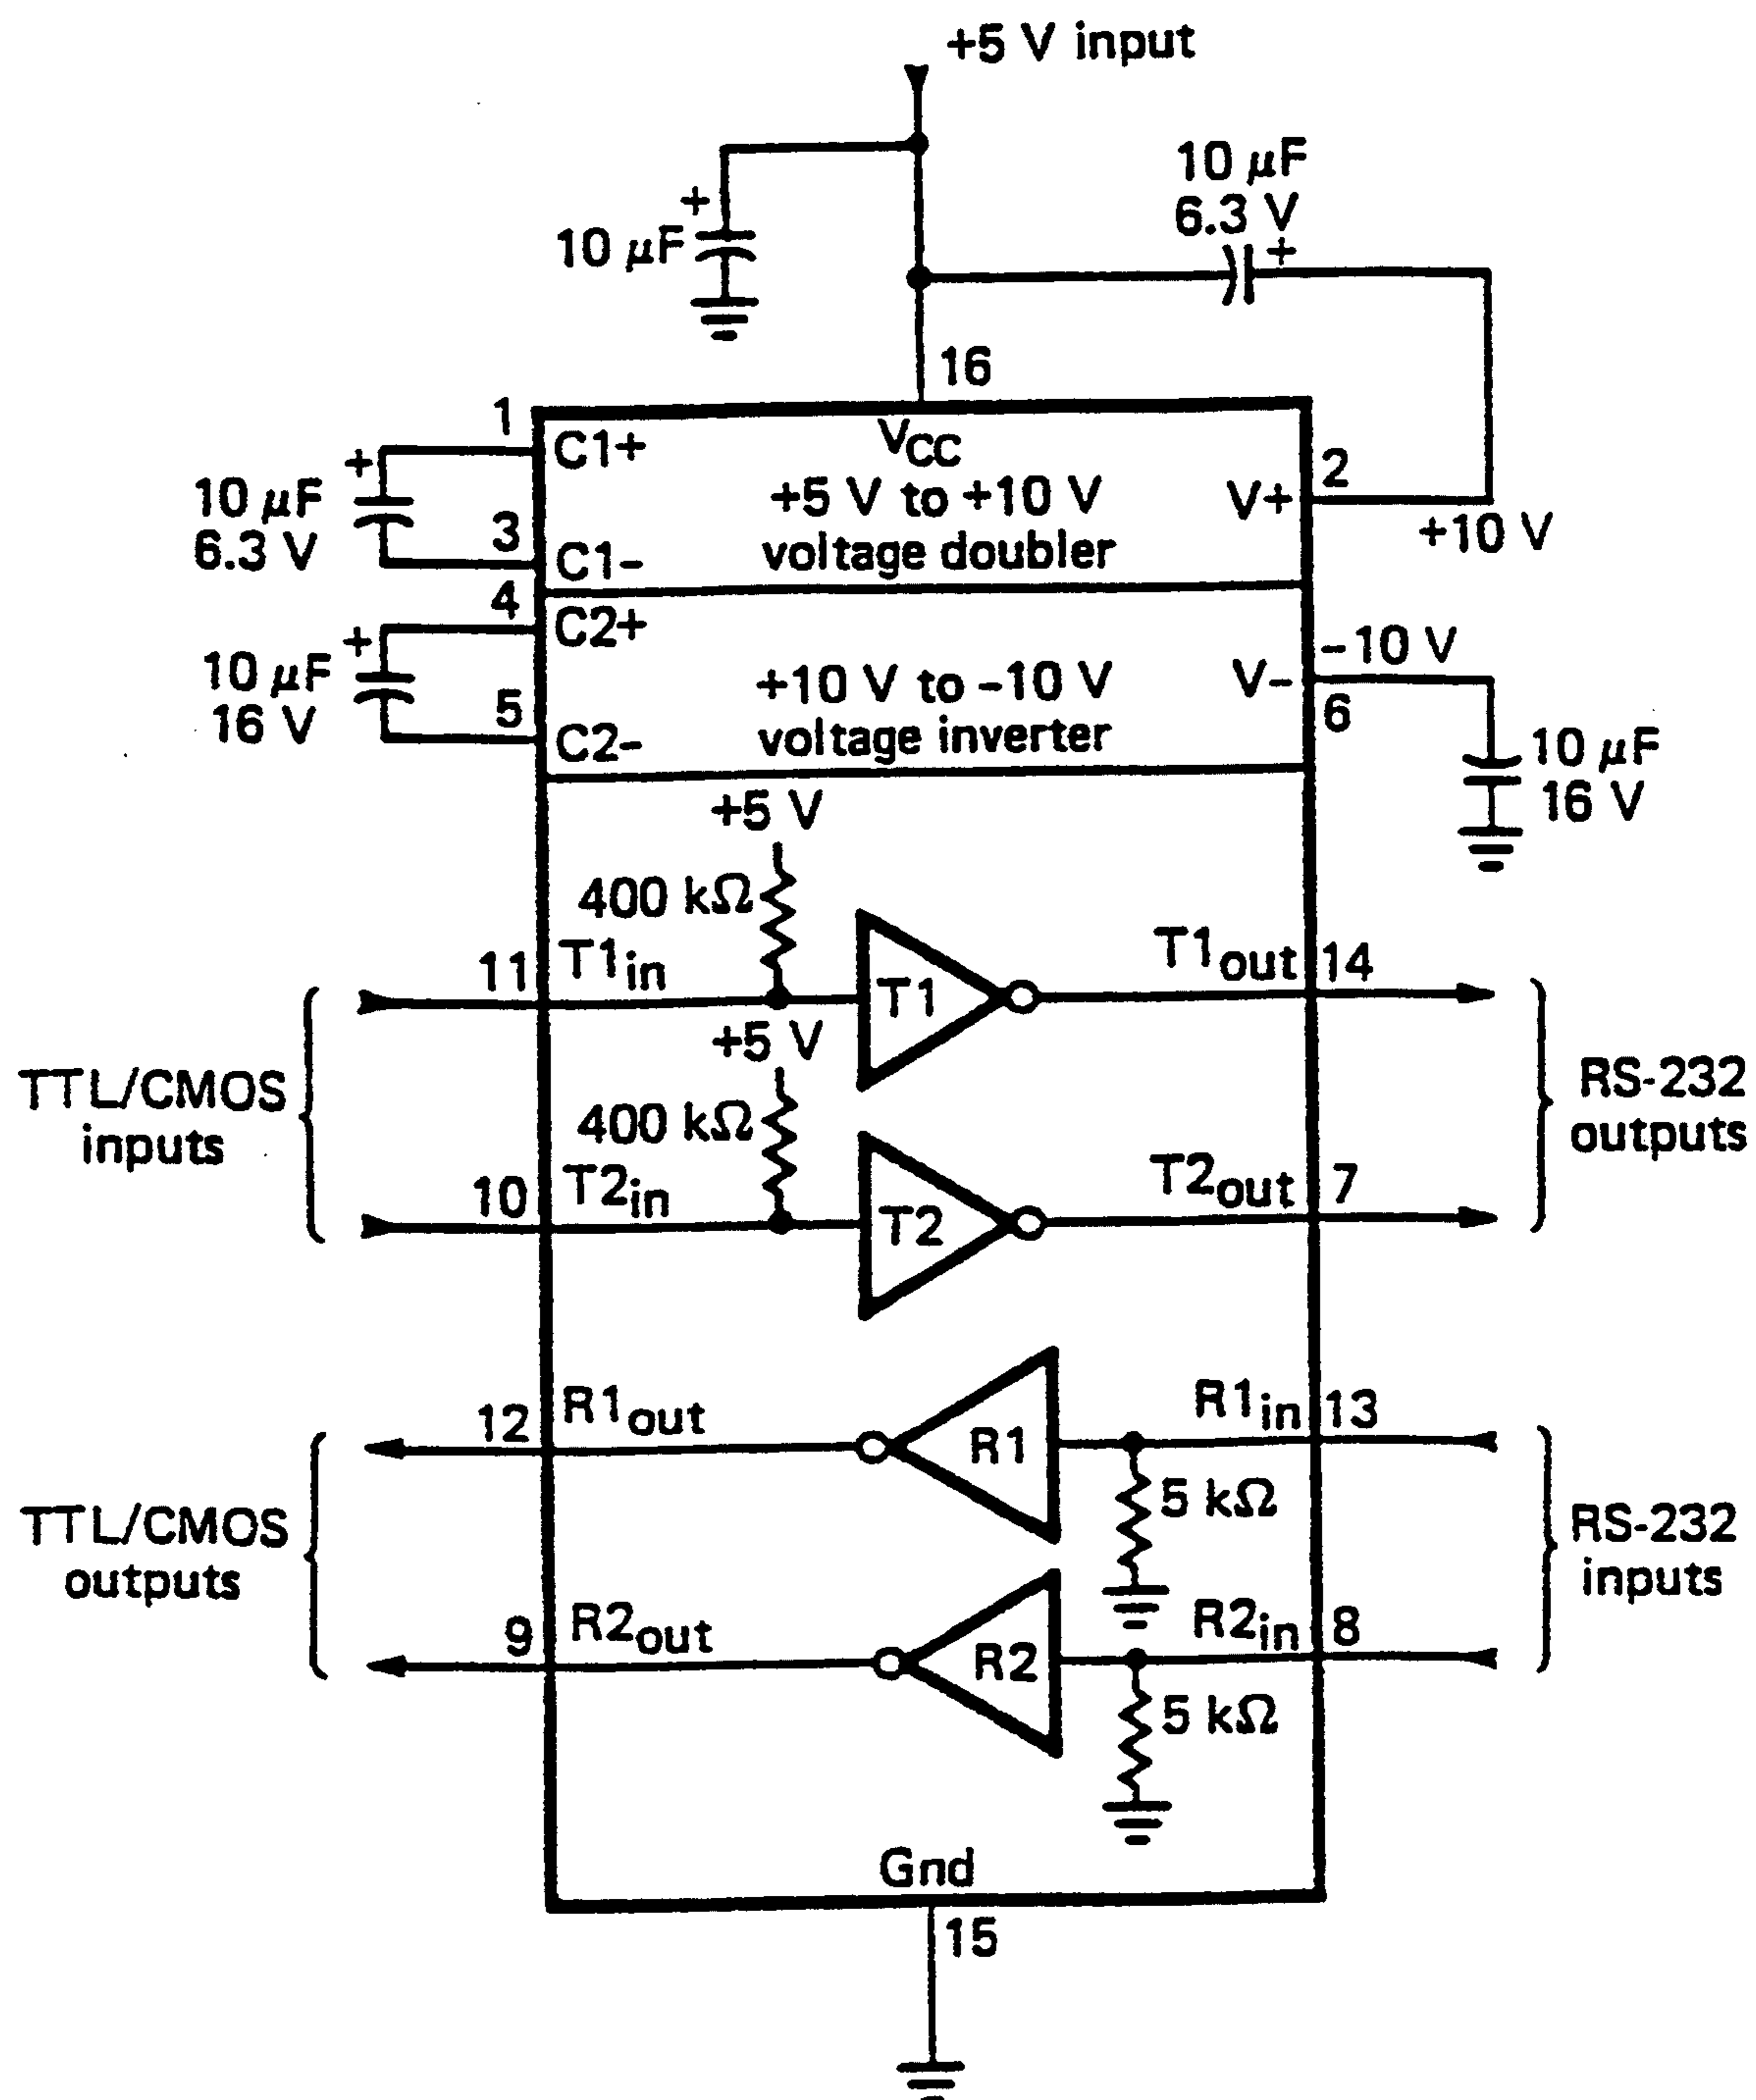 +5 V input
10 μF
6.3 V
+
+
10 μF
16
1
C1+
VCC
2
+
10 μF
6.3 V
+5 V to +10 V
voltage doubler
V+
+10 V
3
C1-
4
C2+
+
10 μF
16 V
+10 V to -10 V
voltage inverter
-10 V
V-
6
5
C2-
10 μF
16 V
+5 V
400 kΩ
11
T1in
T1
T1out
14
+5 V
TTL/CMOS
inputs
400 kΩ
RS-232
outputs
10
T2in
T2
T2out
7
12
R1out
R1
R1in
13
5 kΩ
TTL/CMOS
outputs
RS-232
inputs
9
R2out
R2
R2in
8
5 kΩ
Gnd
15